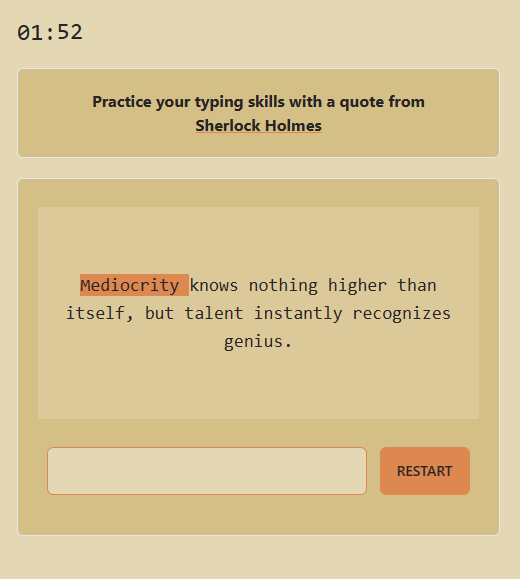 01:52
Practice your typing skills with a quote from
Sherlock Holmes
Mediocrity knows nothing higher than
itself, but talent instantly recognizes
genius.
RESTART